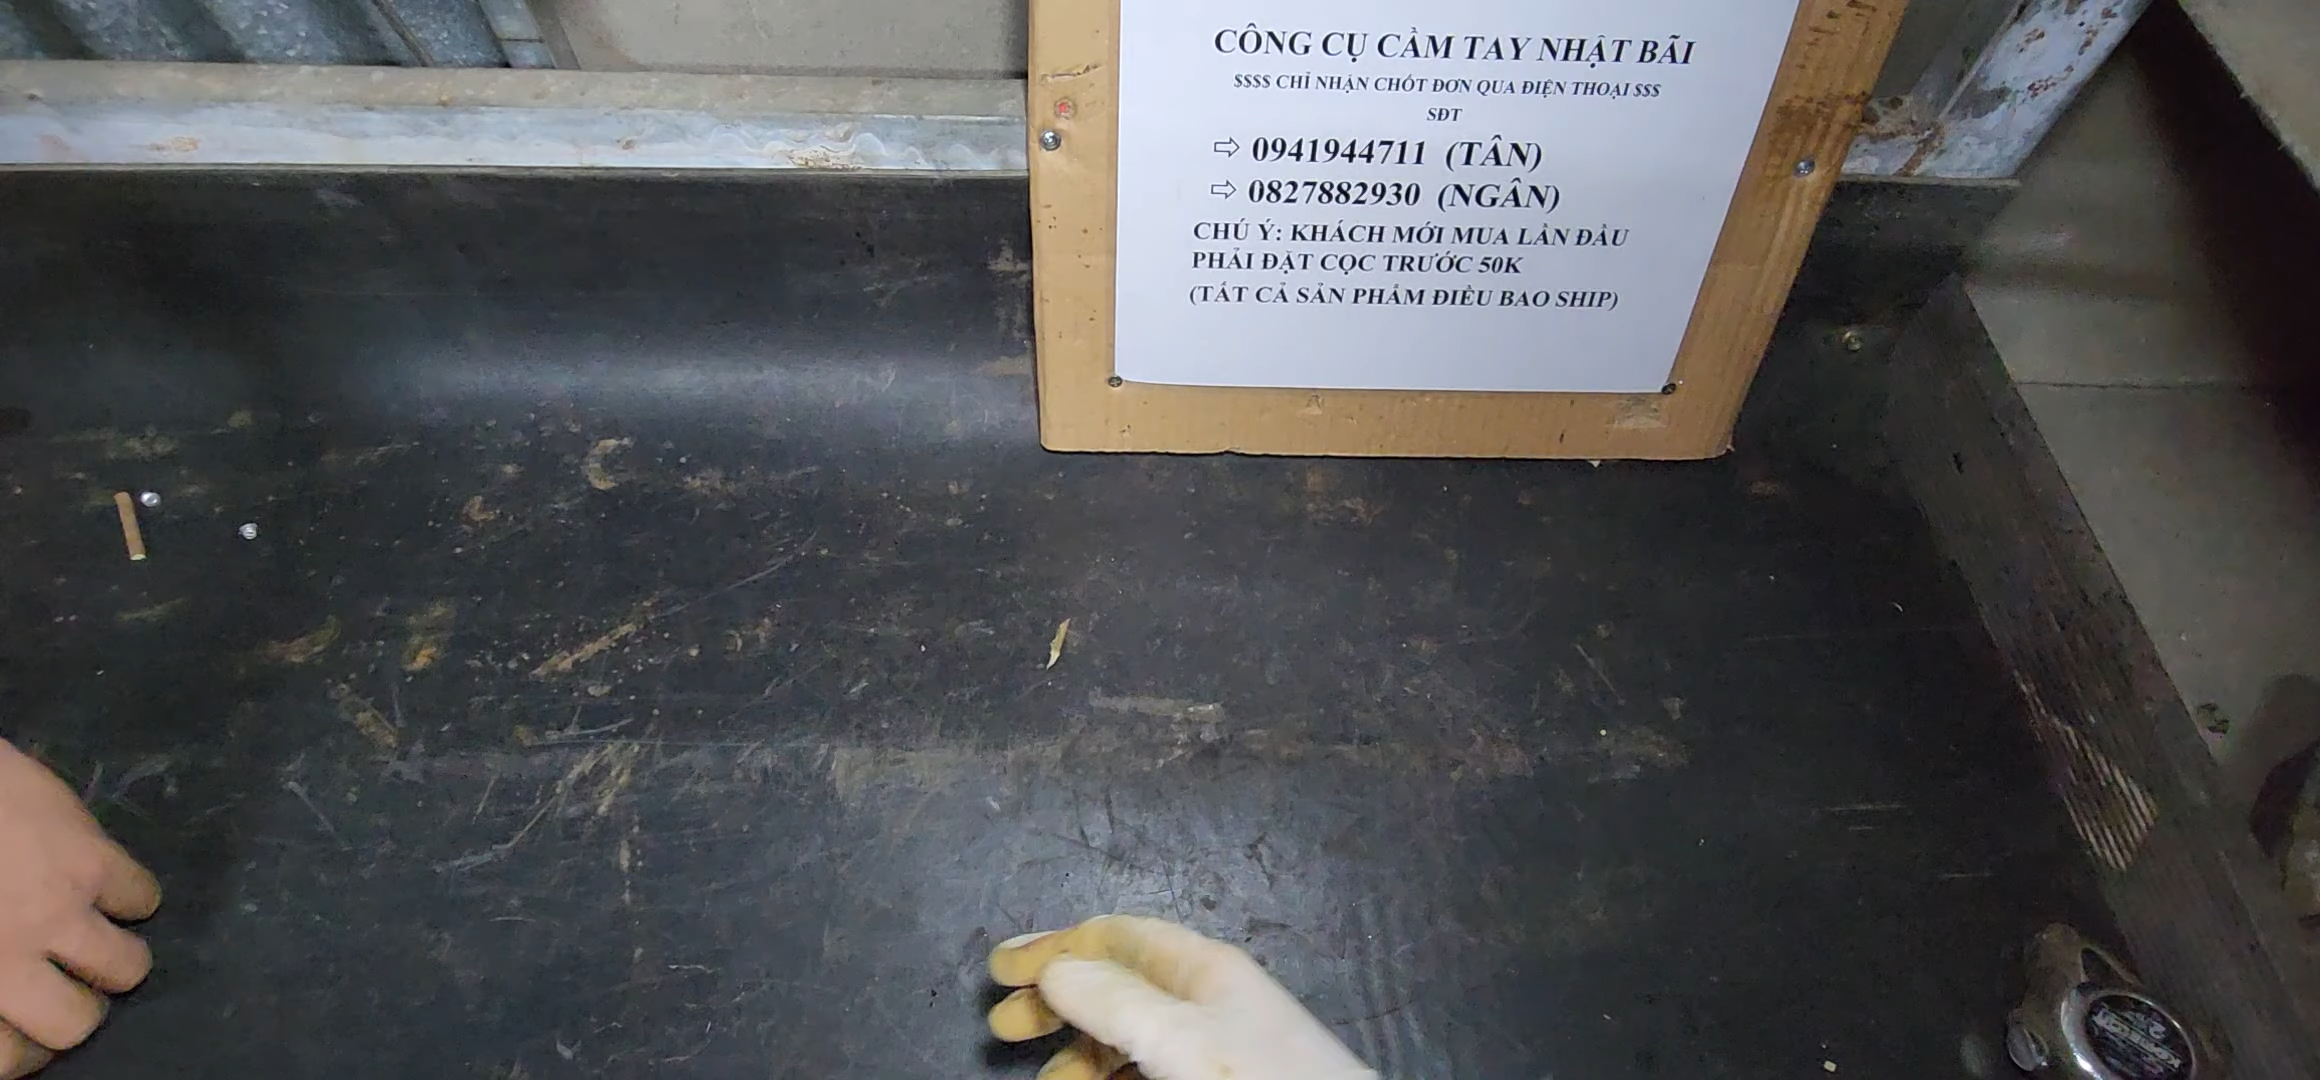 CÔNG CỤ CẦM TAY NHẬT BÃI
$$$$ CHỈ NHẬN CHỐT ĐƠN QUA ĐIỆN THOẠI $$$
SĐT
⇨ 0941944711 (TÂN)
⇨ 0827882930 (NGÂN)
CHÚ Ý: KHÁCH MỚI MUA LẦN ĐẦU
PHẢI ĐẶT CỌC TRƯỚC 50K
(TẤT CẢ SẢN PHẨM ĐIỀU BAO SHIP)